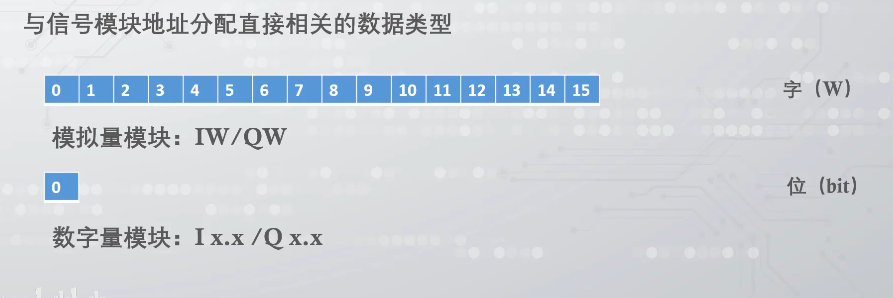 与信号模块地址分配直接相关的数据类型
0 1 2 3 4 5 6 7 8 9 10 11 12 13 14 15 字（W）
模拟量模块：IW/QW
0 位（bit）
数字量模块：I x.x /Q x.x